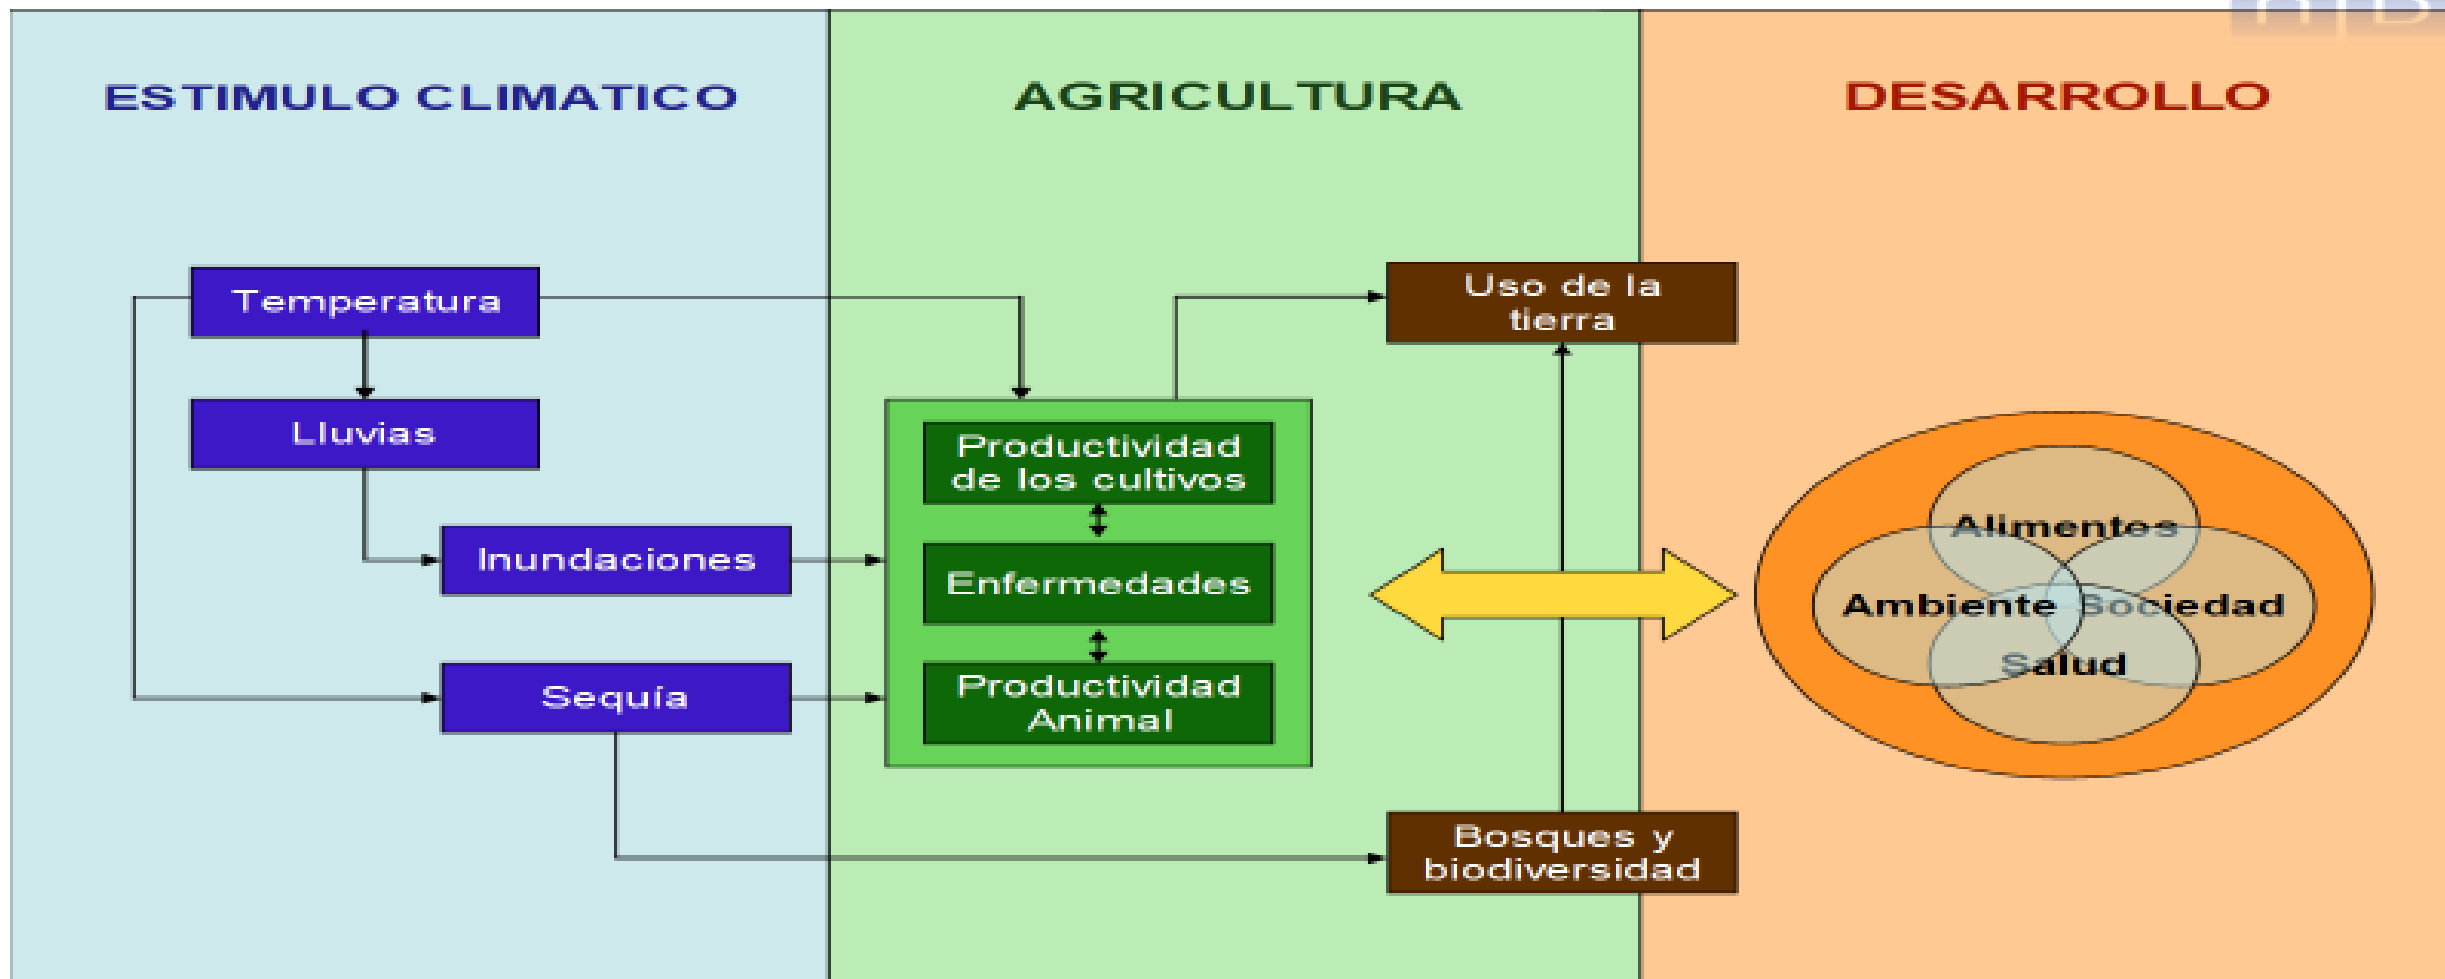 ESTIMULO CLIMATICO
AGRICULTURA
DESARROLLO
Temperatura
Lluvias
Inundaciones
Sequía
Productividad
de los cultivos
Enfermedades
Productividad
Animal
Uso de la
tierra
Bosques y
biodiversidad
Alimentos
Ambiente
Sociedad
Salud